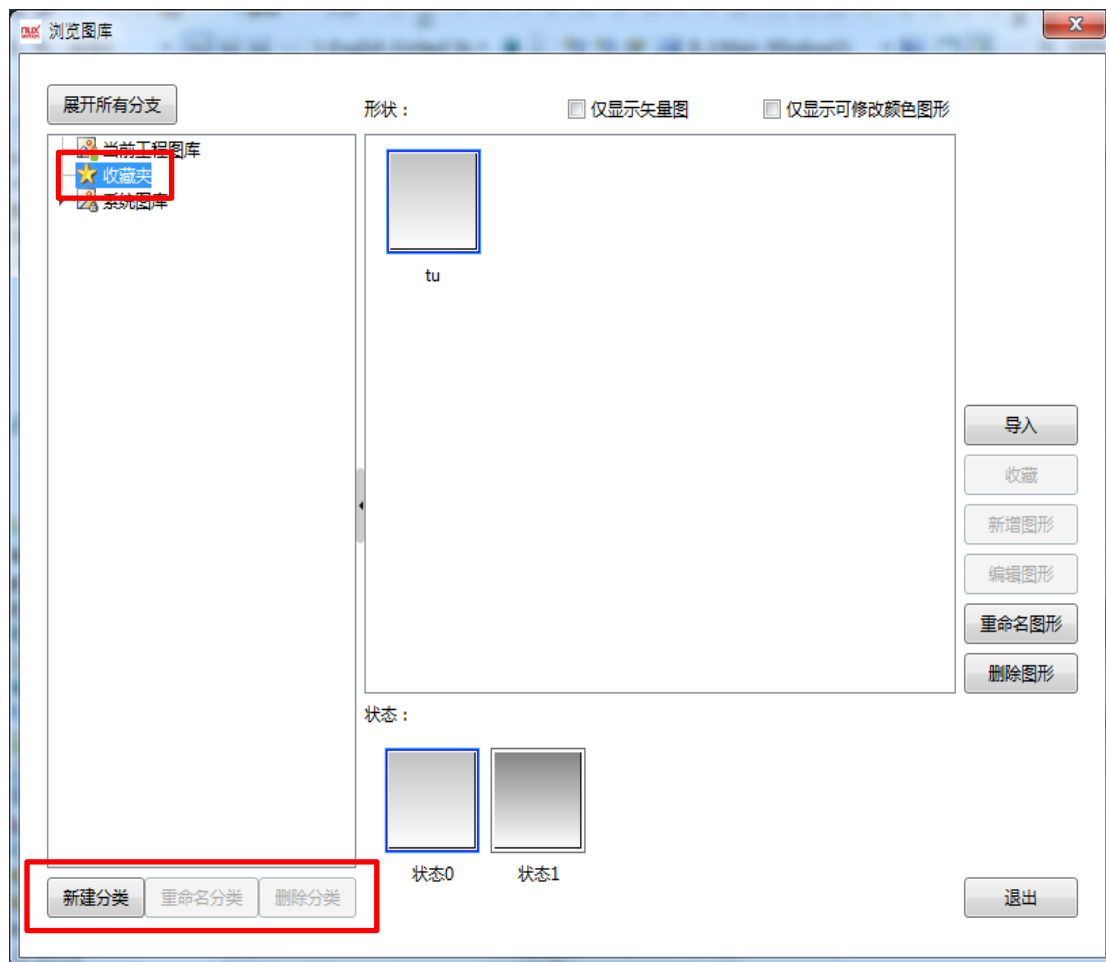 浏览图库
X
展开所有分支
形状：
仅显示矢量图
仅显示可修改颜色图形
当前工程图库
收藏夹
系统图库
tu
导入
收藏
新增图形
编辑图形
重命名图形
删除图形
状态：
状态0
状态1
新建分类
重命名分类
删除分类
退出